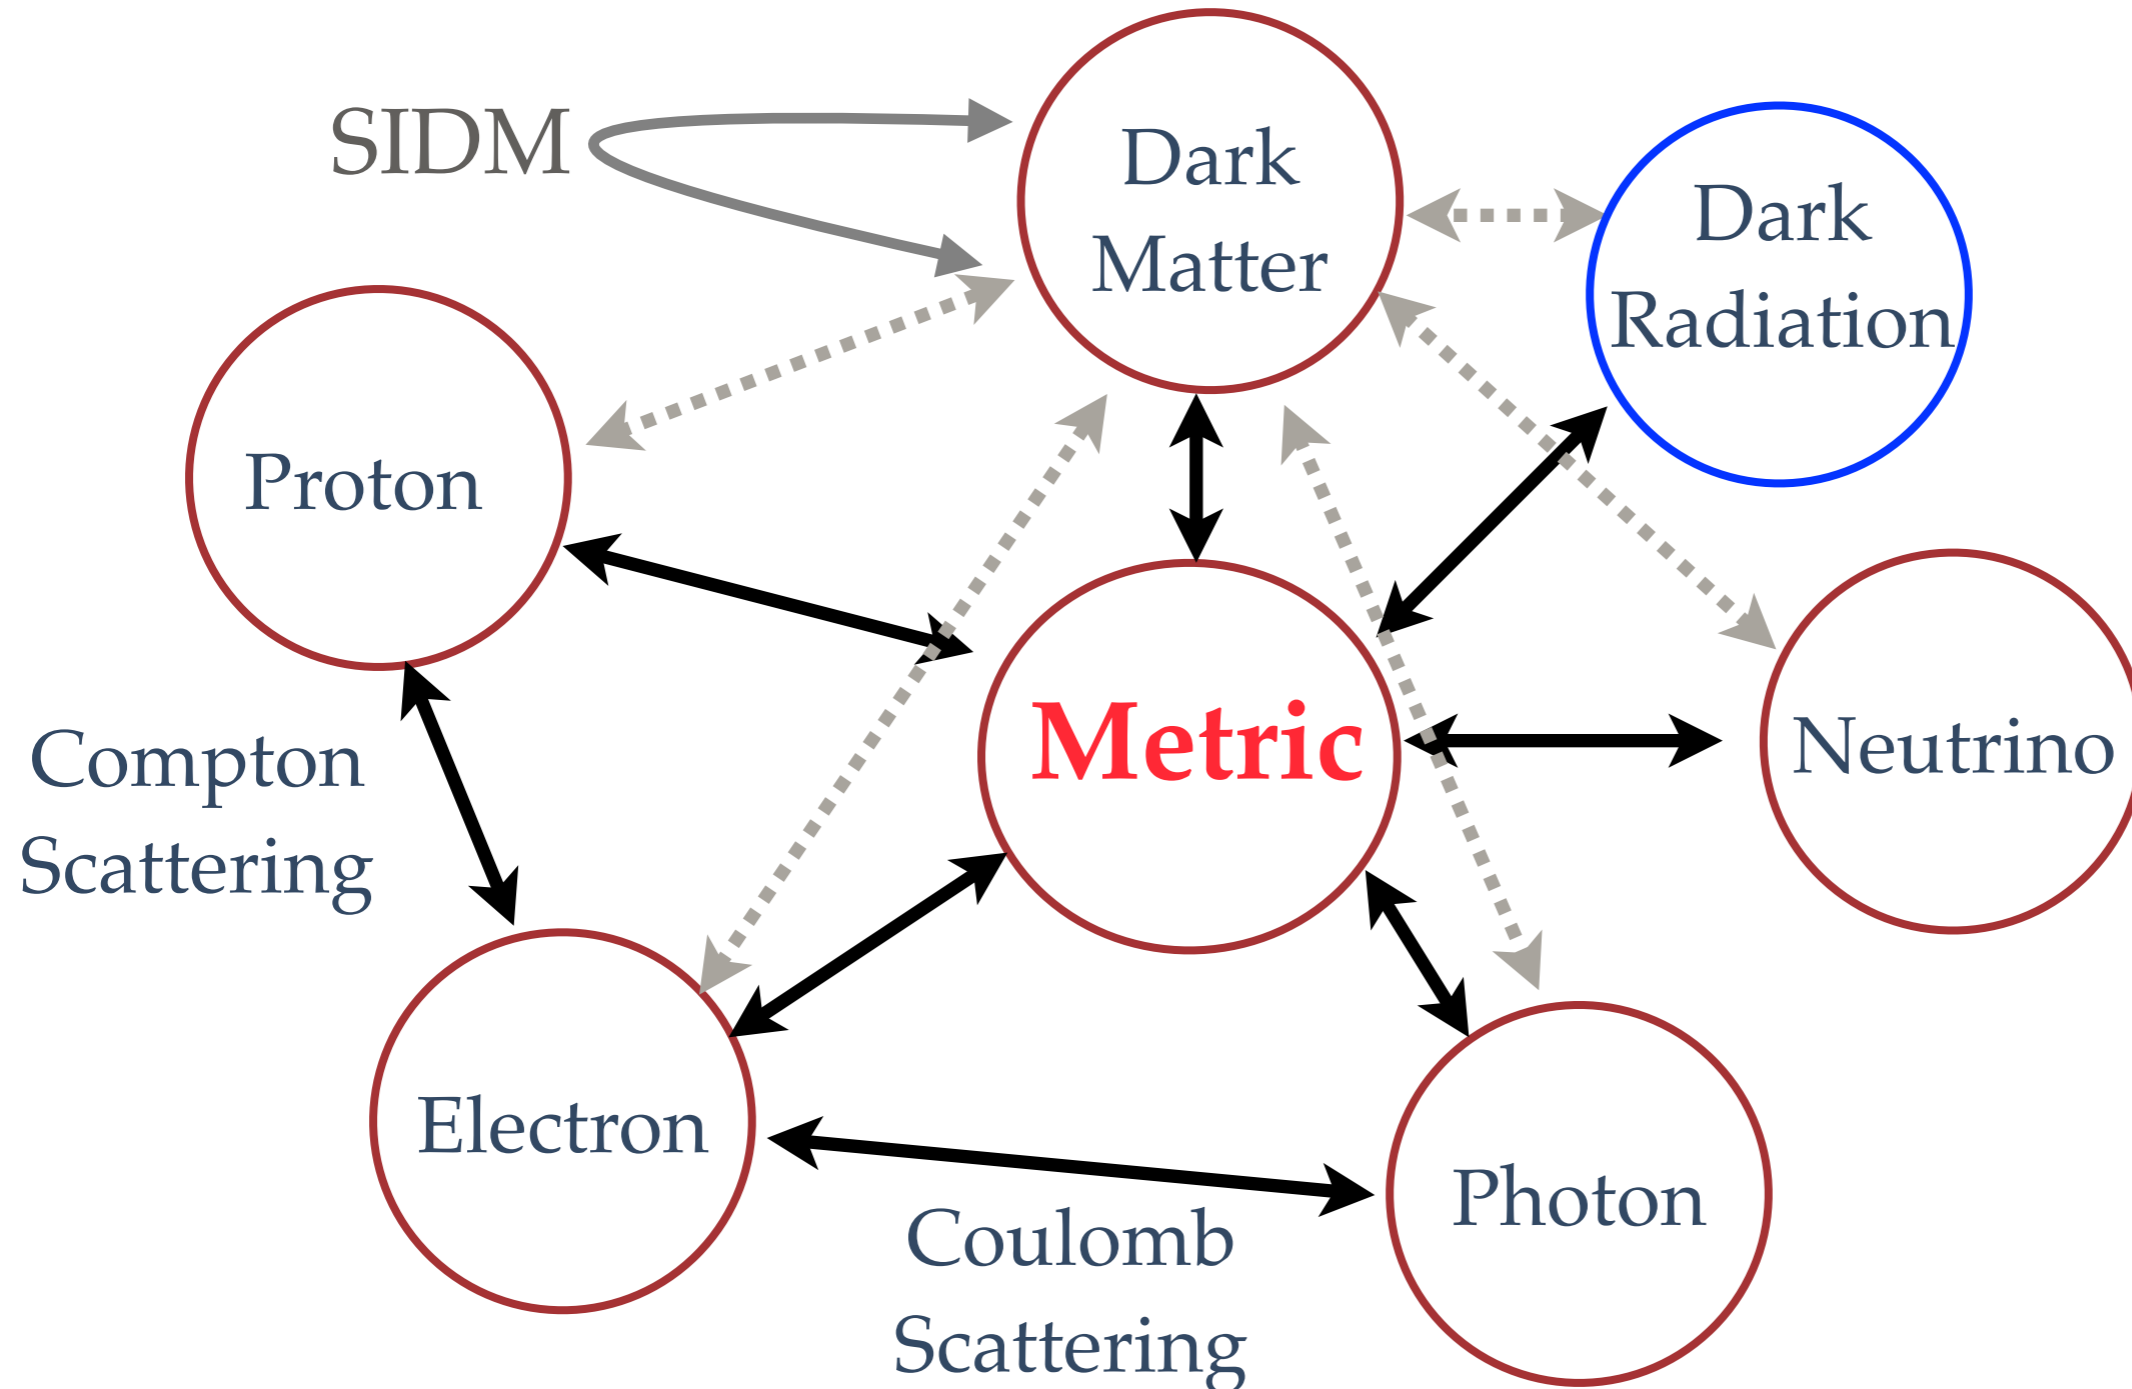 SIDM
Dark
Matter
Dark
Radiation
Proton
Metric
Neutrino
Compton
Scattering
Electron
Photon
Coulomb
Scattering